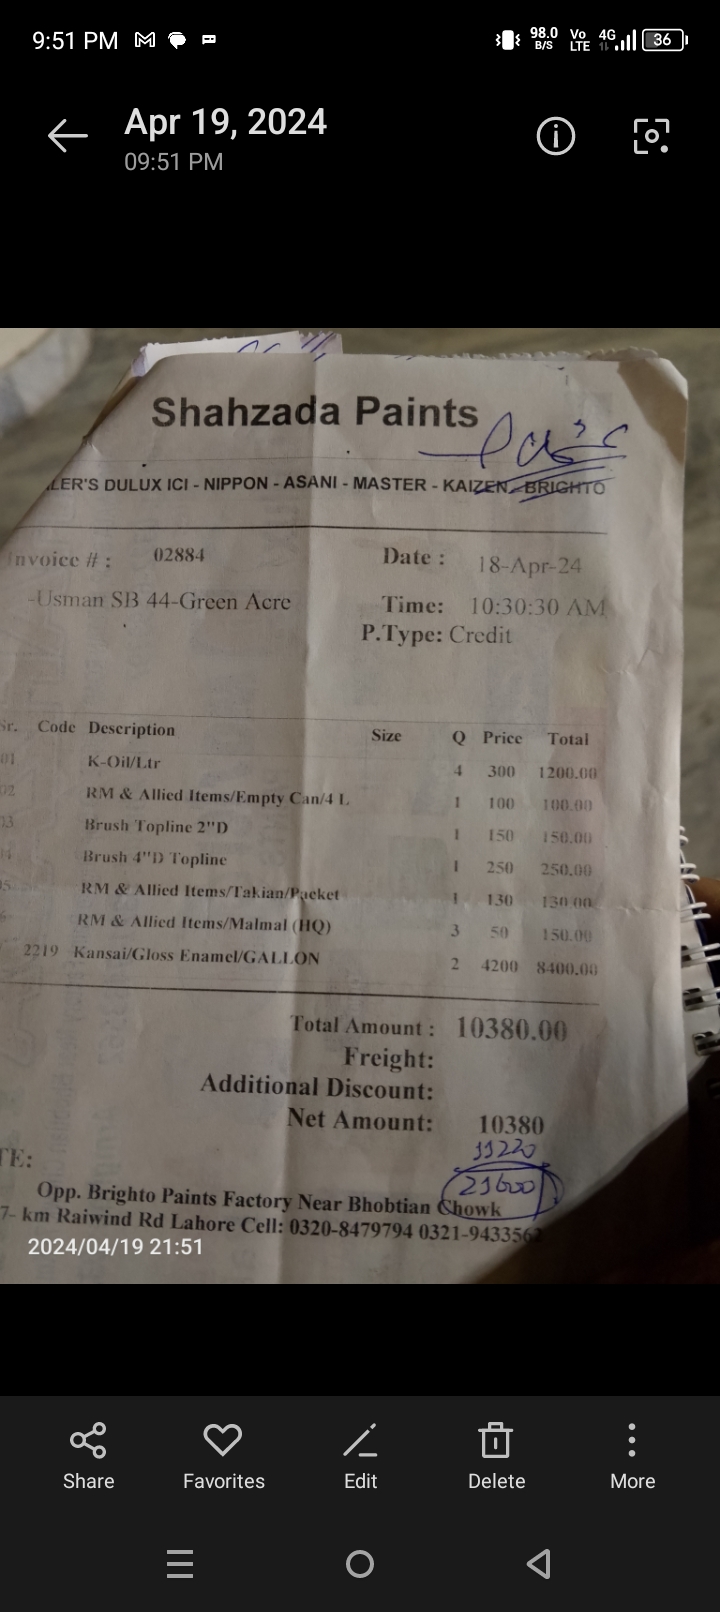 9:51 PM 98.0 B/S Vo LTE 4G 36
Apr 19, 2024
09:51 PM
Shahzada Paints
LER'S DULUX ICI - NIPPON - ASANI - MASTER - KAIZEN, BRIGHTO
nvoice # : 02884 Date : 18-Apr-24
-Usman SB 44-Green Acre Time: 10:30:30 AM
P.Type: Credit
Sr. Code Description Size Q Price Total
01 K-Oil/Ltr 4 300 1200.00
02 RM & Allied Items/Empty Can/4 L 1 100 100.00
03 Brush Topline 2"D 1 150 150.00
4 Brush 4"D Topline 1 250 250.00
05 RM & Allied Items/Takian/Packet 1 130 130.00
6 RM & Allied Items/Malmal (HQ) 3 50 150.00
2219 Kansai/Gloss Enamel/GALLON 2 4200 8400.00
Total Amount : 10380.00
Freight:
Additional Discount:
Net Amount: 10380
11220
21600
TE:
Opp. Brighto Paints Factory Near Bhobtian Chowk
7- km Raiwind Rd Lahore Cell: 0320-8479794 0321-9433562
2024/04/19 21:51
Share Favorites Edit Delete More